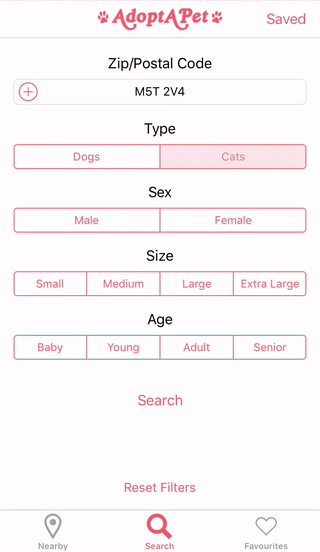 AdoptAPet
Saved
Zip/Postal Code
M5T 2V4
Type
Dogs Cats
Sex
Male Female
Size
Small Medium Large Extra Large
Age
Baby Young Adult Senior
Search
Reset Filters
Nearby Search Favourites